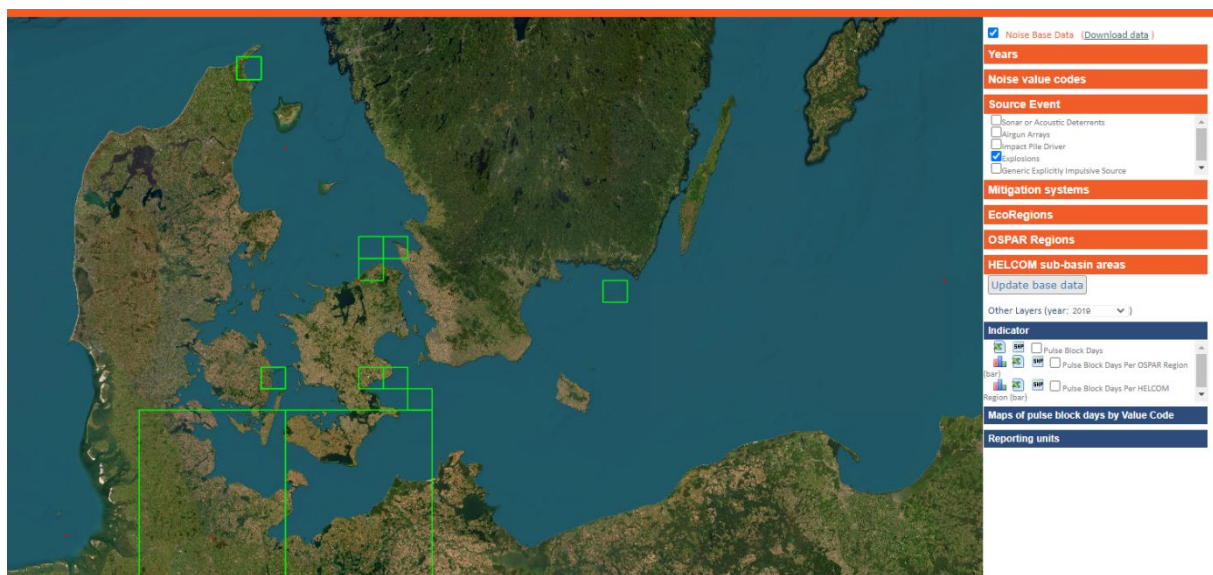 Noise Base Data (Download data )
Years
Noise value codes
Source Event
Sonar or Acoustic Deterrents
Airgun Arrays
Impact Pile Driver
Explosions
Generic Explicitly Impulsive Source
Mitigation systems
EcoRegions
OSPAR Regions
HELCOM sub-basin areas
Update base data
Other Layers (year: 2019 )
Indicator
Pulse Block Days
Pulse Block Days Per OSPAR Region
(bar)
Pulse Block Days Per HELCOM
Region (bar)
Maps of pulse block days by Value Code
Reporting units